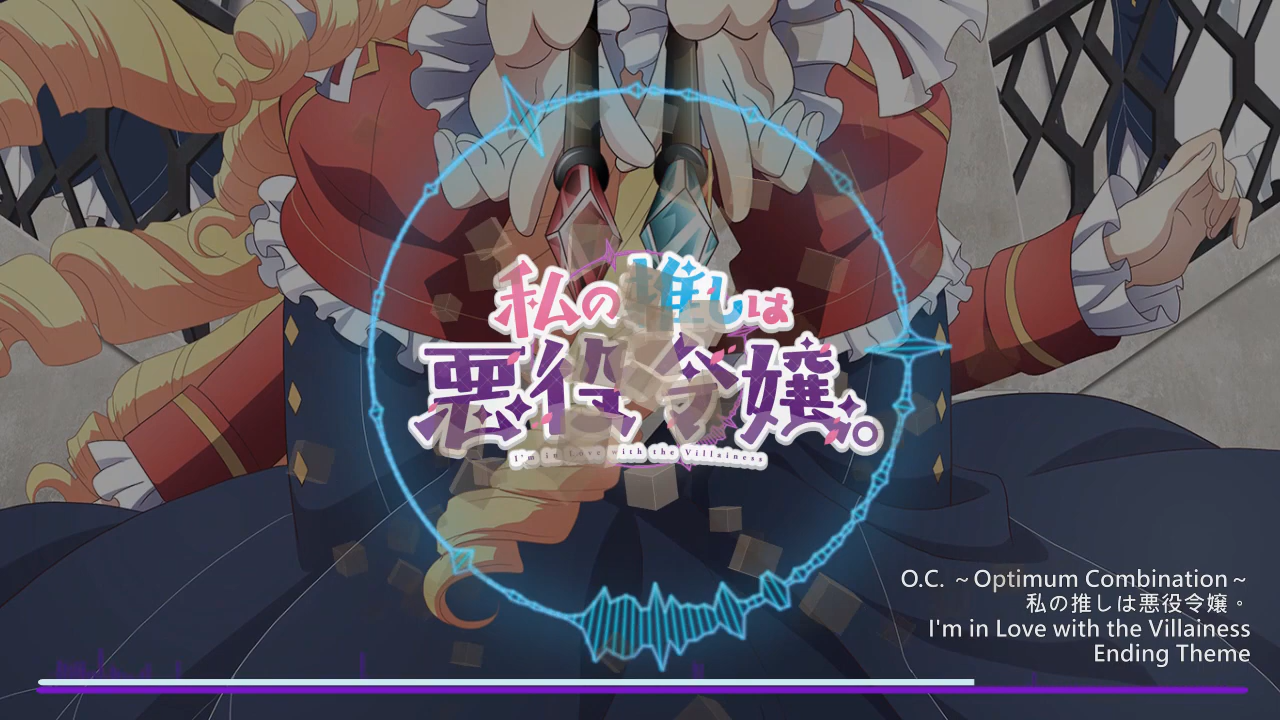 私の推しは
悪役令嬢。
I'm in Love with the Villainess
O.C. ～Optimum Combination～
私の推しは悪役令嬢。
I'm in Love with the Villainess
Ending Theme